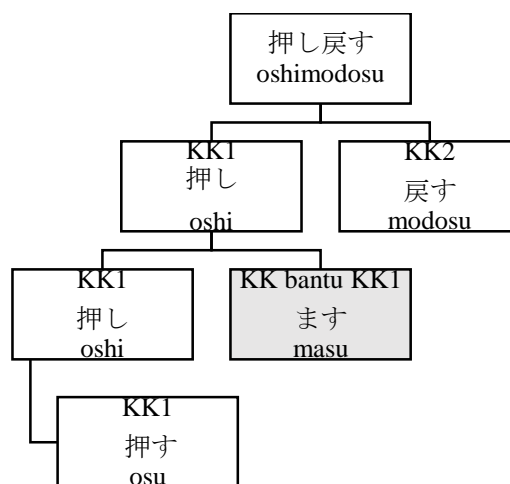 押し戻す
oshimodosu
KK1
押し
oshi
KK2
戻す
modosu
KK1
押し
oshi
KK bantu KK1
ます
masu
KK1
押す
osu